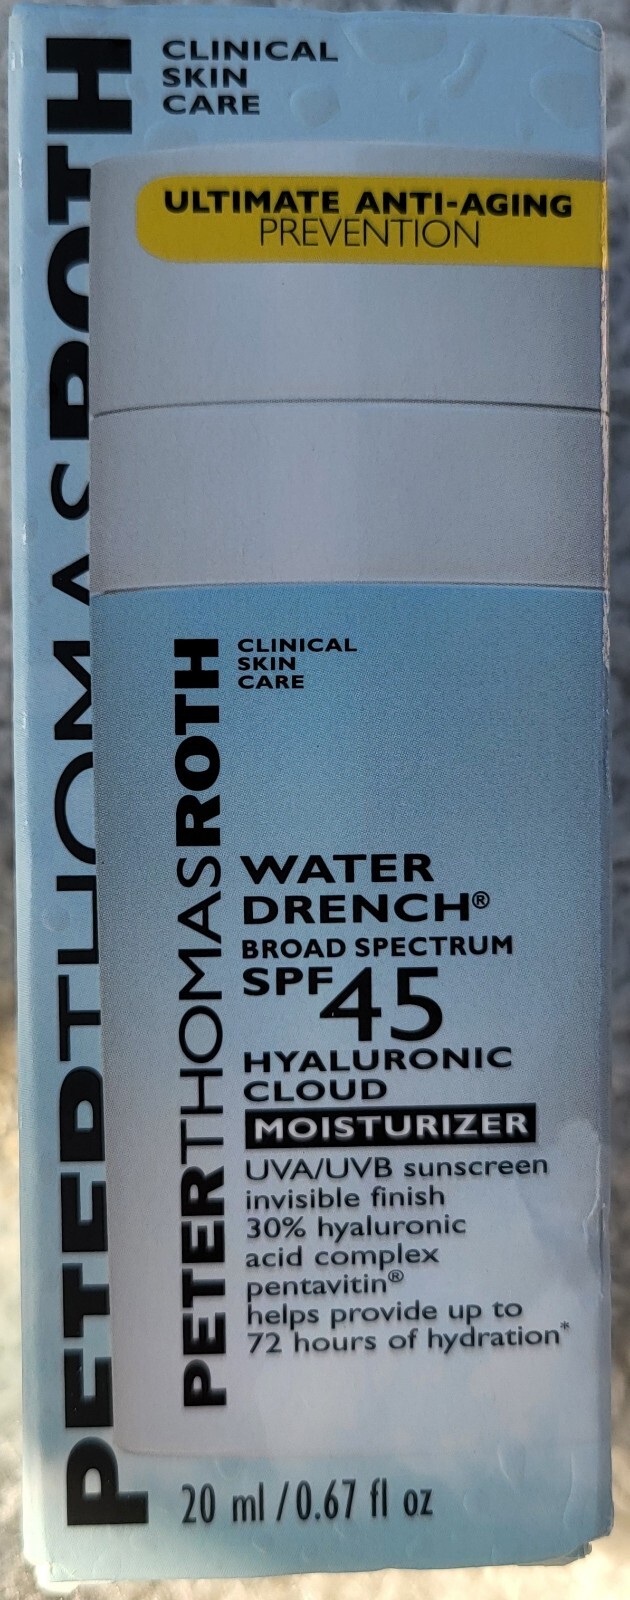 PETERTHOMASROTH
CLINICAL
SKIN
CARE
ULTIMATE ANTI-AGING
PREVENTION
PETERTHOMASROTH
CLINICAL
SKIN
CARE
WATER
DRENCH®
BROAD SPECTRUM
SPF 45
HYALURONIC
CLOUD
MOISTURIZER
UVA/UVB sunscreen
invisible finish
30% hyaluronic
acid complex
pentavitin®
helps provide up to
72 hours of hydration*
20 ml / 0.67 fl oz